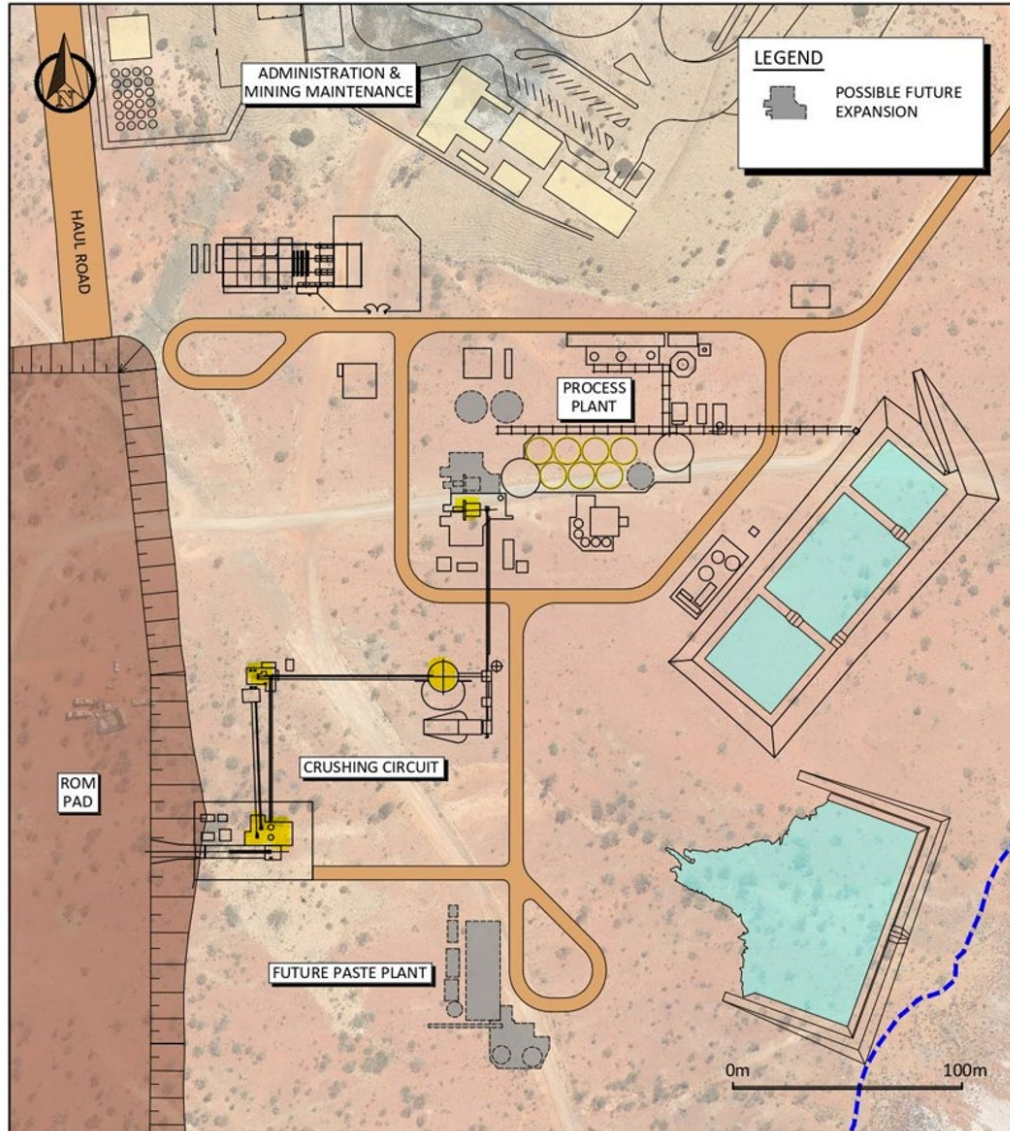 N
ADMINISTRATION &
MINING MAINTENANCE
LEGEND
POSSIBLE FUTURE
EXPANSION
HAUL ROAD
PROCESS
PLANT
CRUSHING CIRCUIT
ROM
PAD
FUTURE PASTE PLANT
0m
100m